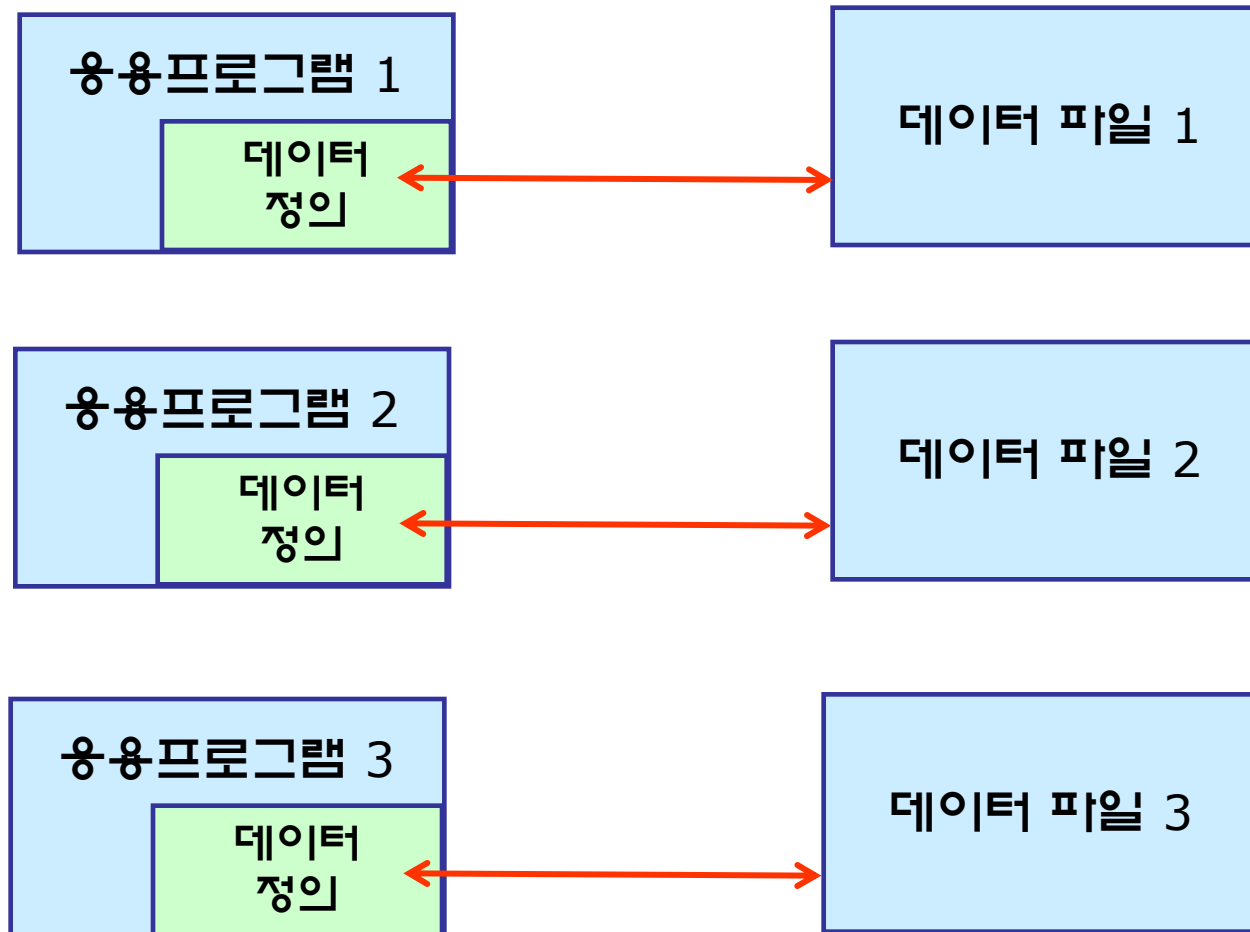 응용프로그램 1
데이터
정의
데이터 파일 1
응용프로그램 2
데이터
정의
데이터 파일 2
응용프로그램 3
데이터
정의
데이터 파일 3